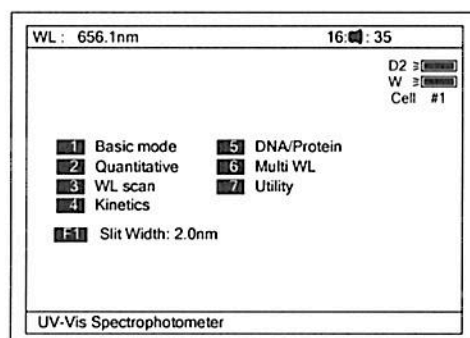 WL : 656.1nm 16: : 35
D2
W
Cell #1
1 Basic mode 5 DNA/Protein
2 Quantitative 6 Multi WL
3 WL scan 7 Utility
4 Kinetics
F1 Slit Width: 2.0nm
UV-Vis Spectrophotometer